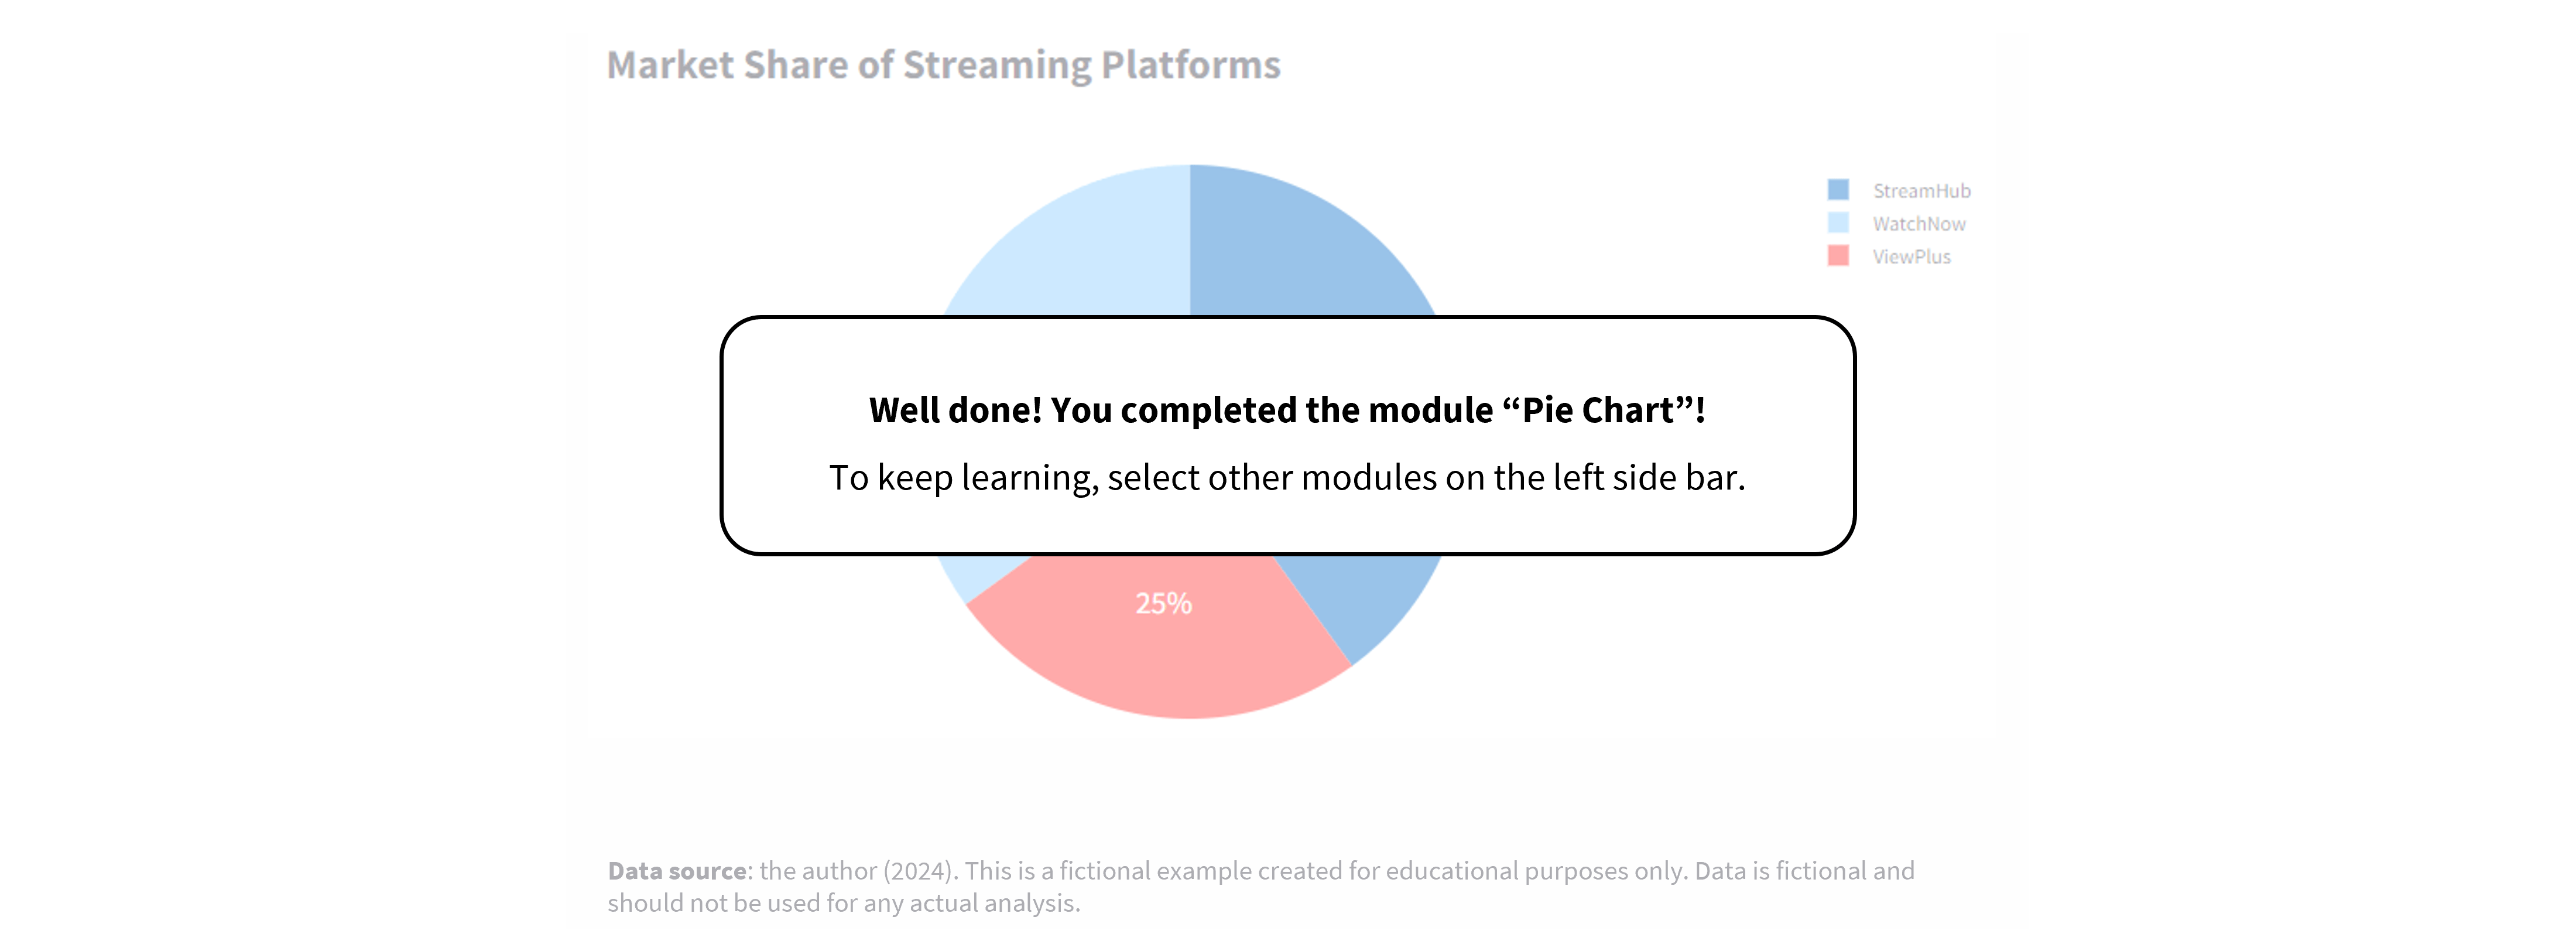 Market Share of Streaming Platforms
StreamHub
WatchNow
ViewPlus
Well done! You completed the module “Pie Chart”!
To keep learning, select other modules on the left side bar.
25%
Data source: the author (2024). This is a fictional example created for educational purposes only. Data is fictional and
should not be used for any actual analysis.